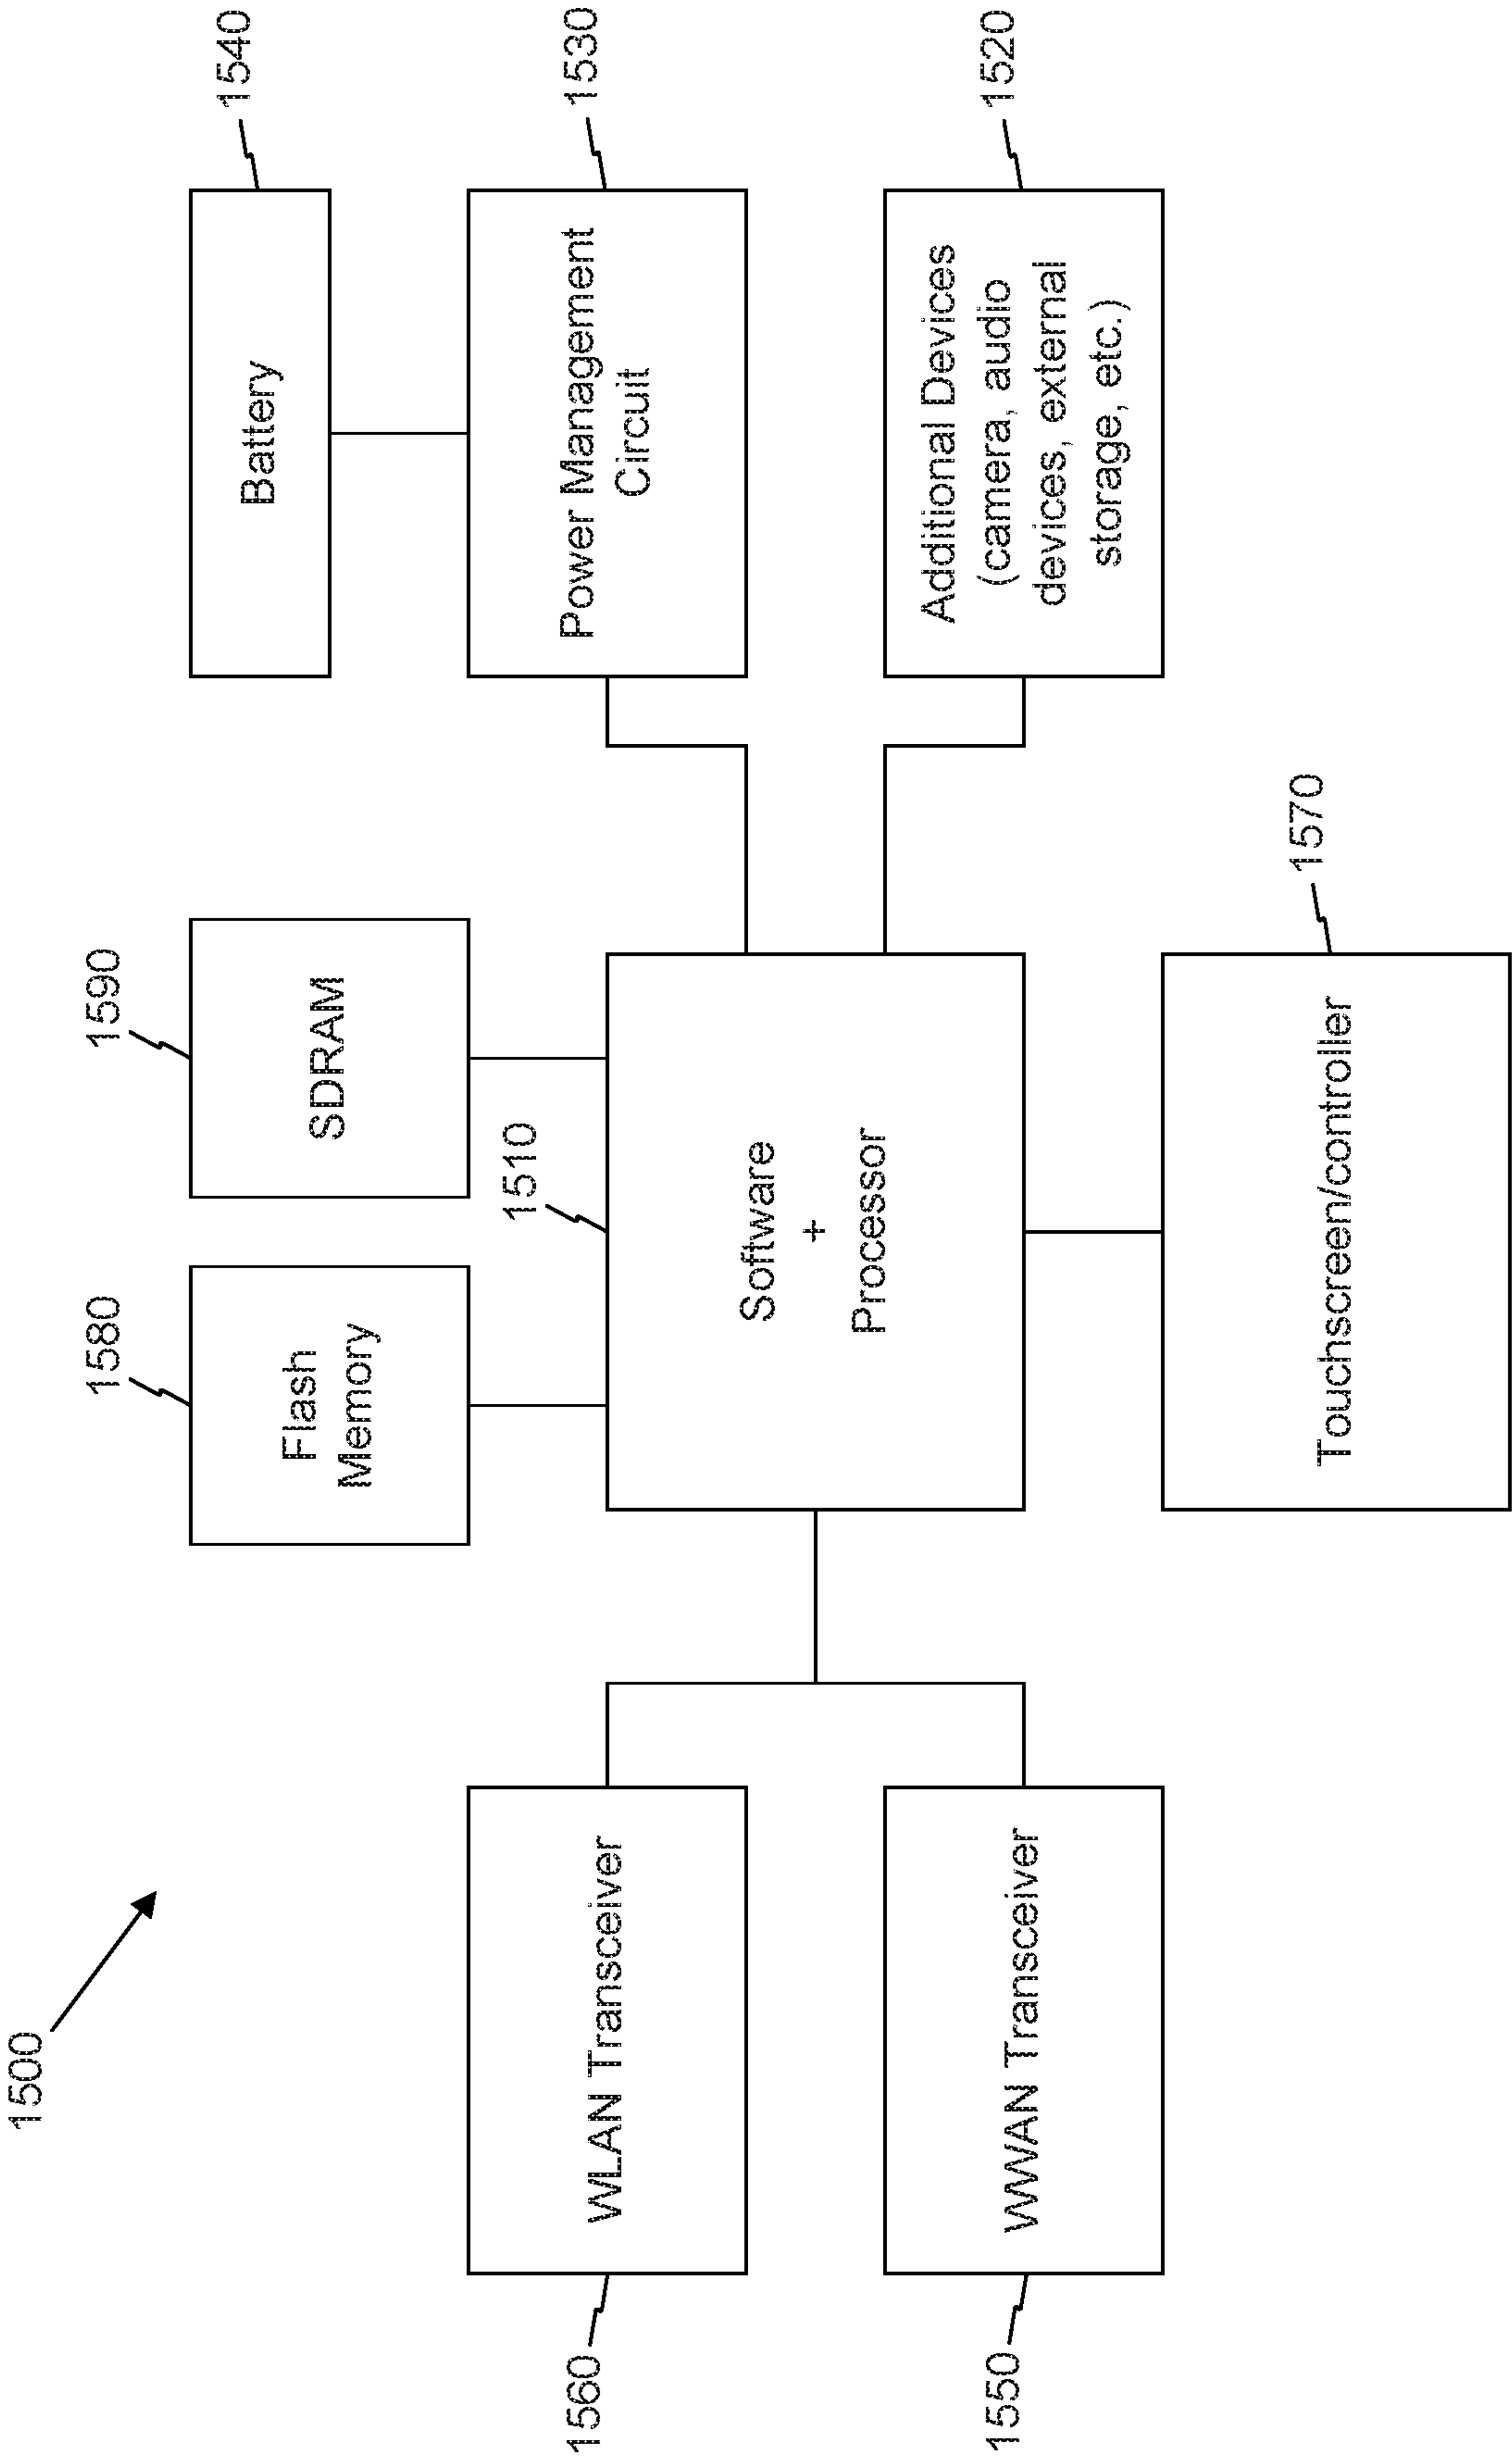 1500
1580
Flash
Memory
1590
SDRAM
1540
Battery
1560
WLAN Transceiver
1510
Software
+
Processor
1530
Power Management
Circuit
1550
WWAN Transceiver
1520
Additional Devices
(camera, audio
devices, external
storage, etc.)
1570
Touchscreen/controller